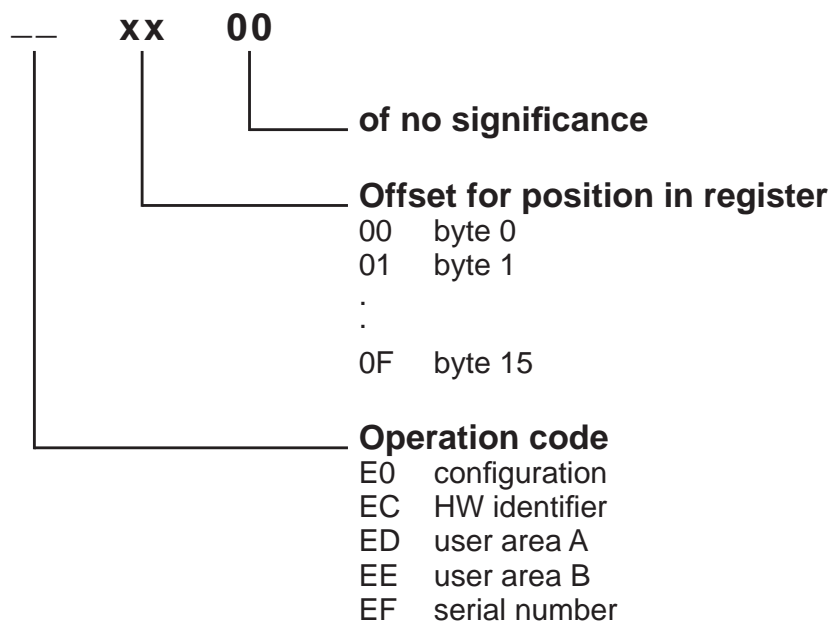 __ xx 00
of no significance
Offset for position in register
00 byte 0
01 byte 1
.
.
0F byte 15
Operation code
E0 configuration
EC HW identifier
ED user area A
EE user area B
EF serial number